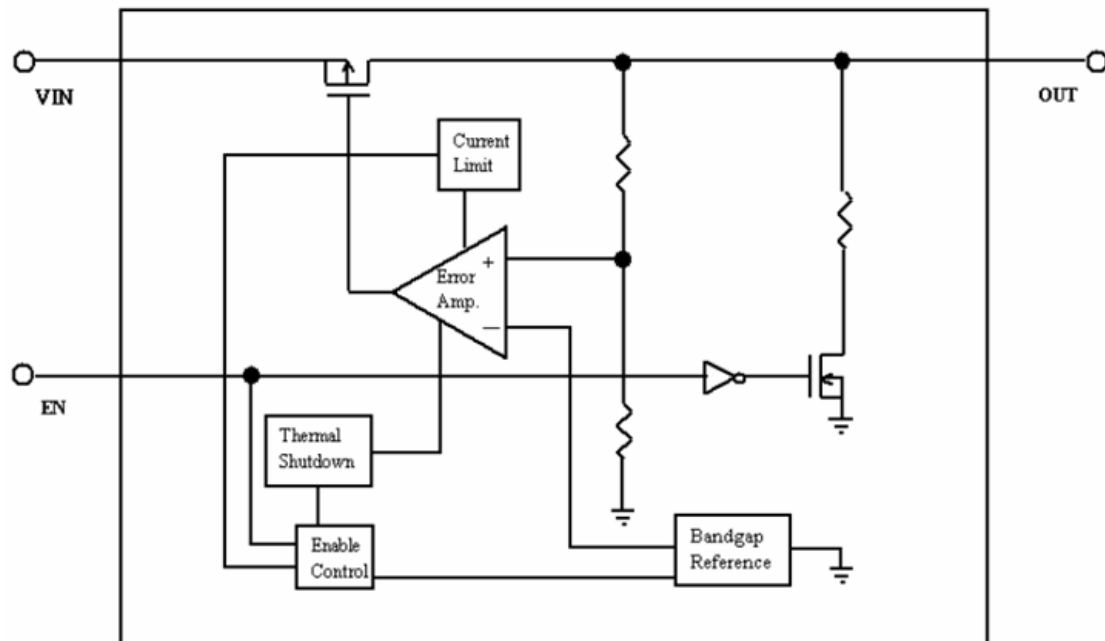 VIN
OUT
Current
Limit
+
Error
Amp.
—
EN
Thermal
Shutdown
Enable
Control
Bandgap
Reference